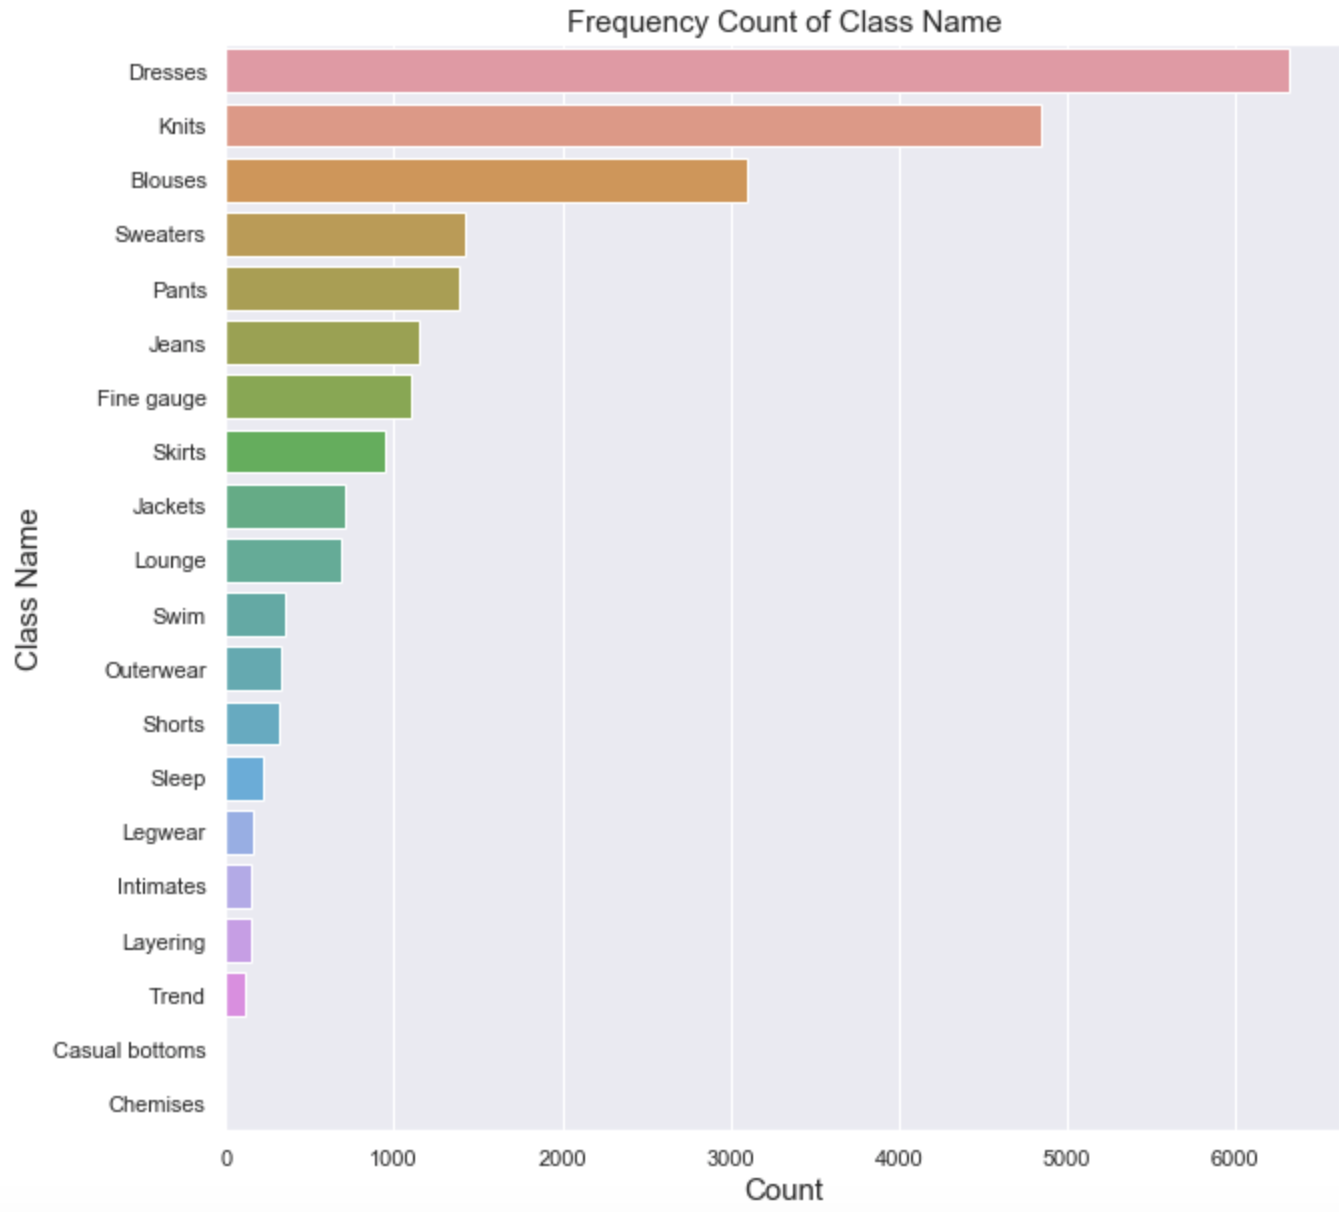 Frequency Count of Class Name
Dresses
Knits
Blouses
Sweaters
Pants
Jeans
Fine gauge
Skirts
Jackets
Lounge
Swim
Outerwear
Shorts
Sleep
Legwear
Intimates
Layering
Trend
Casual bottoms
Chemises
Class Name
0 1000 2000 3000 4000 5000 6000
Count